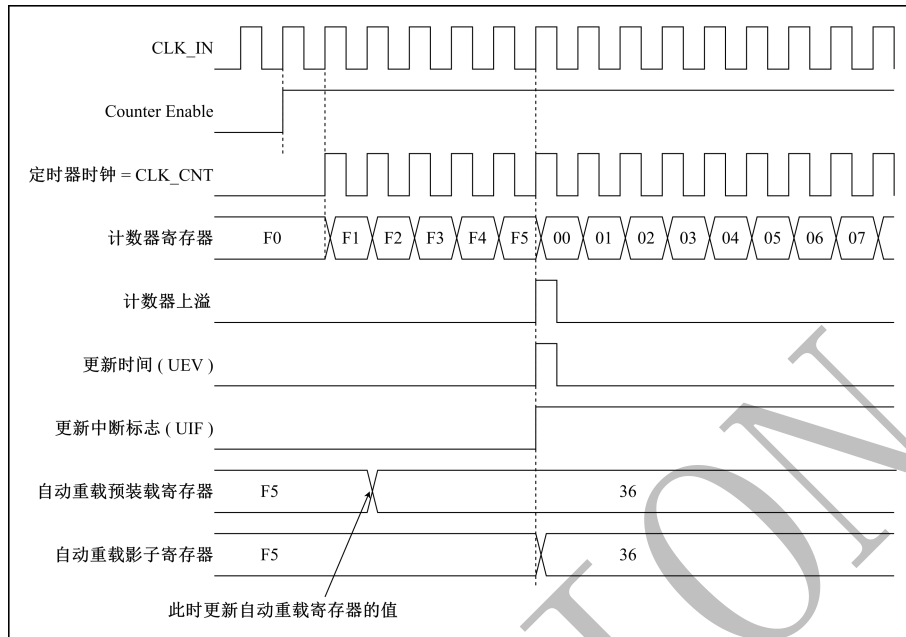 CLK_IN
Counter Enable
定时器时钟 = CLK_CNT
计数器寄存器 F0 F1 F2 F3 F4 F5 00 01 02 03 04 05 06 07
计数器上溢
更新时间 ( UEV )
更新中断标志 ( UIF )
自动重载预装载寄存器 F5 36
自动重载影子寄存器 F5 36
此时更新自动重载寄存器的值
ION